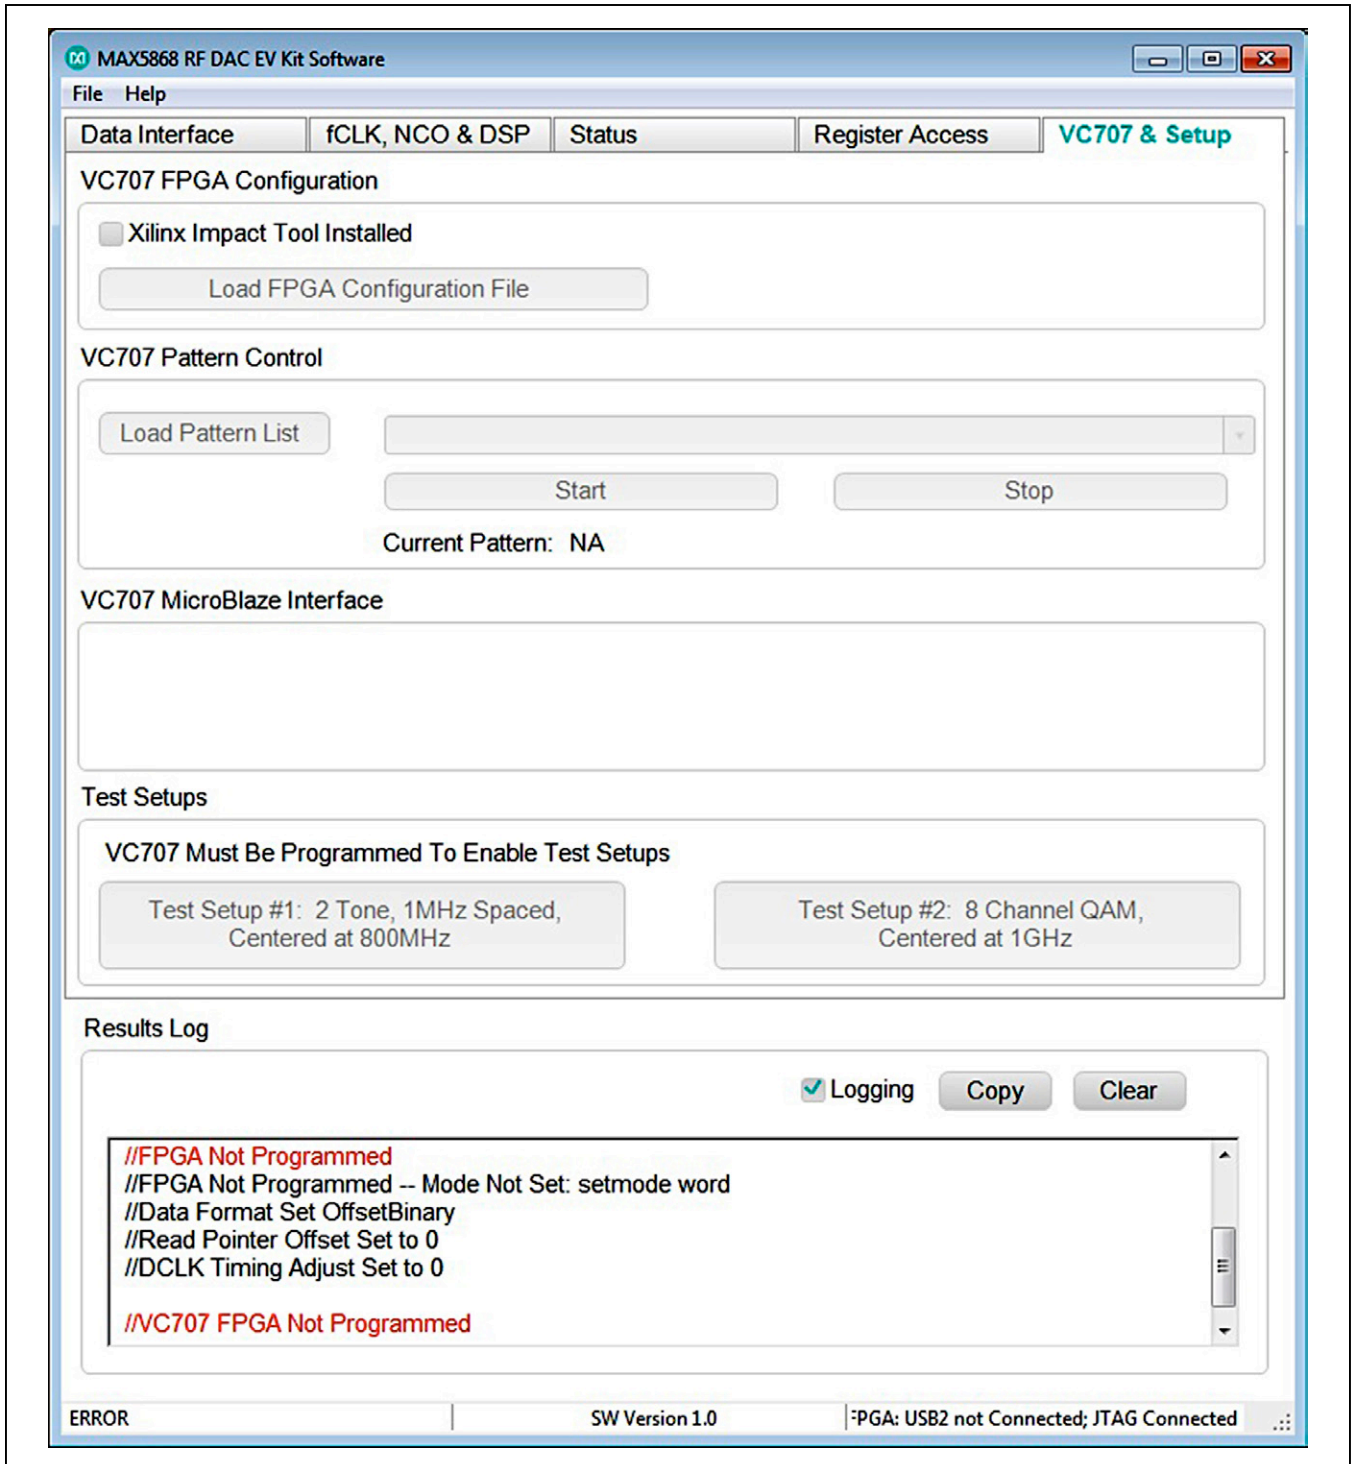 MAX5868 RF DAC EV Kit Software
File Help
Data Interface fCLK, NCO & DSP Status Register Access VC707 & Setup
VC707 FPGA Configuration
Xilinx Impact Tool Installed
Load FPGA Configuration File
VC707 Pattern Control
Load Pattern List
Start Stop
Current Pattern: NA
VC707 MicroBlaze Interface
Test Setups
VC707 Must Be Programmed To Enable Test Setups
Test Setup #1: 2 Tone, 1MHz Spaced,
Centered at 800MHz
Test Setup #2: 8 Channel QAM,
Centered at 1GHz
Results Log
Logging Copy Clear
//FPGA Not Programmed
//FPGA Not Programmed -- Mode Not Set: setmode word
//Data Format Set OffsetBinary
//Read Pointer Offset Set to 0
//DCLK Timing Adjust Set to 0
//VC707 FPGA Not Programmed
ERROR SW Version 1.0 FPGA: USB2 not Connected; JTAG Connected